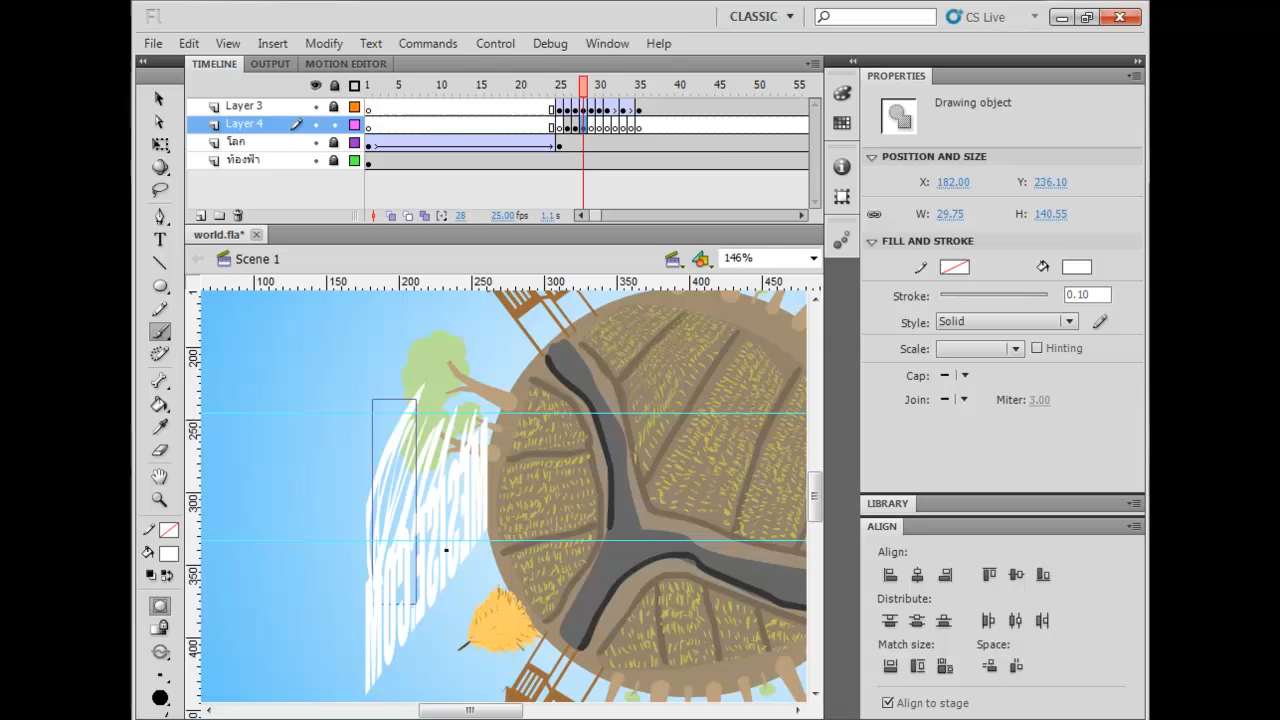 Fl CLASSIC CS Live
File Edit View Insert Modify Text Commands Control Debug Window Help
TIMELINE OUTPUT MOTION EDITOR
1 5 10 15 20 25 30 35 40 45 50 55
Layer 3
Layer 4
โลก
ท้องฟ้า
28 25.00 fps 1.1 s
world.fla*
Scene 1 146%
100 200 250 300 350 400 450
200
250
300
350
400
PROPERTIES
Drawing object
POSITION AND SIZE
X: 182.00 Y: 236.10
W: 29.75 H: 140.55
FILL AND STROKE
Stroke: 0.10
Style: Solid
Scale: Hinting
Cap:
Join: Miter: 3.00
LIBRARY
ALIGN
Align:
Distribute:
Match size: Space:
Align to stage